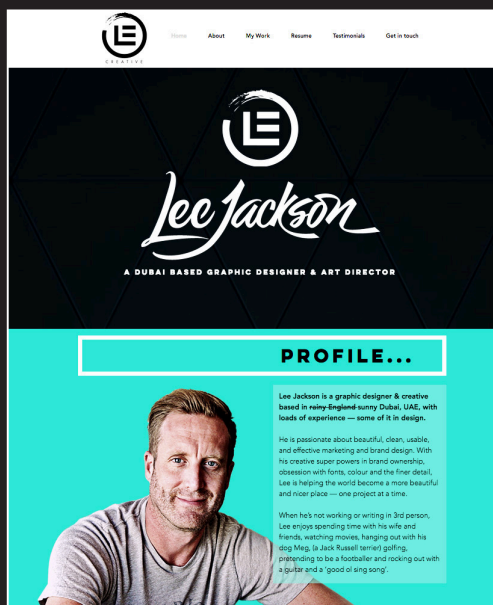 LE
CREATIVE
Home About My Work Resume Testimonials Get in touch
LE
Lee Jackson
A DUBAI BASED GRAPHIC DESIGNER & ART DIRECTOR
PROFILE...
Lee Jackson is a graphic designer & creative
based in rainy England sunny Dubai, UAE, with
loads of experience — some of it in design.
He is passionate about beautiful, clean, usable,
and effective marketing and brand design. With
his creative super powers in brand ownership,
obsession with fonts, colour and the finer detail,
Lee is helping the world become a more beautiful
and nicer place — one project at a time.
When he's not working or writing in 3rd person,
Lee enjoys spending time with his wife and
friends, watching movies, hanging out with his
dog Meg, (a Jack Russell terrier) golfing,
pretending to be a footballer and rocking out with
a guitar and a 'good ol sing song'.